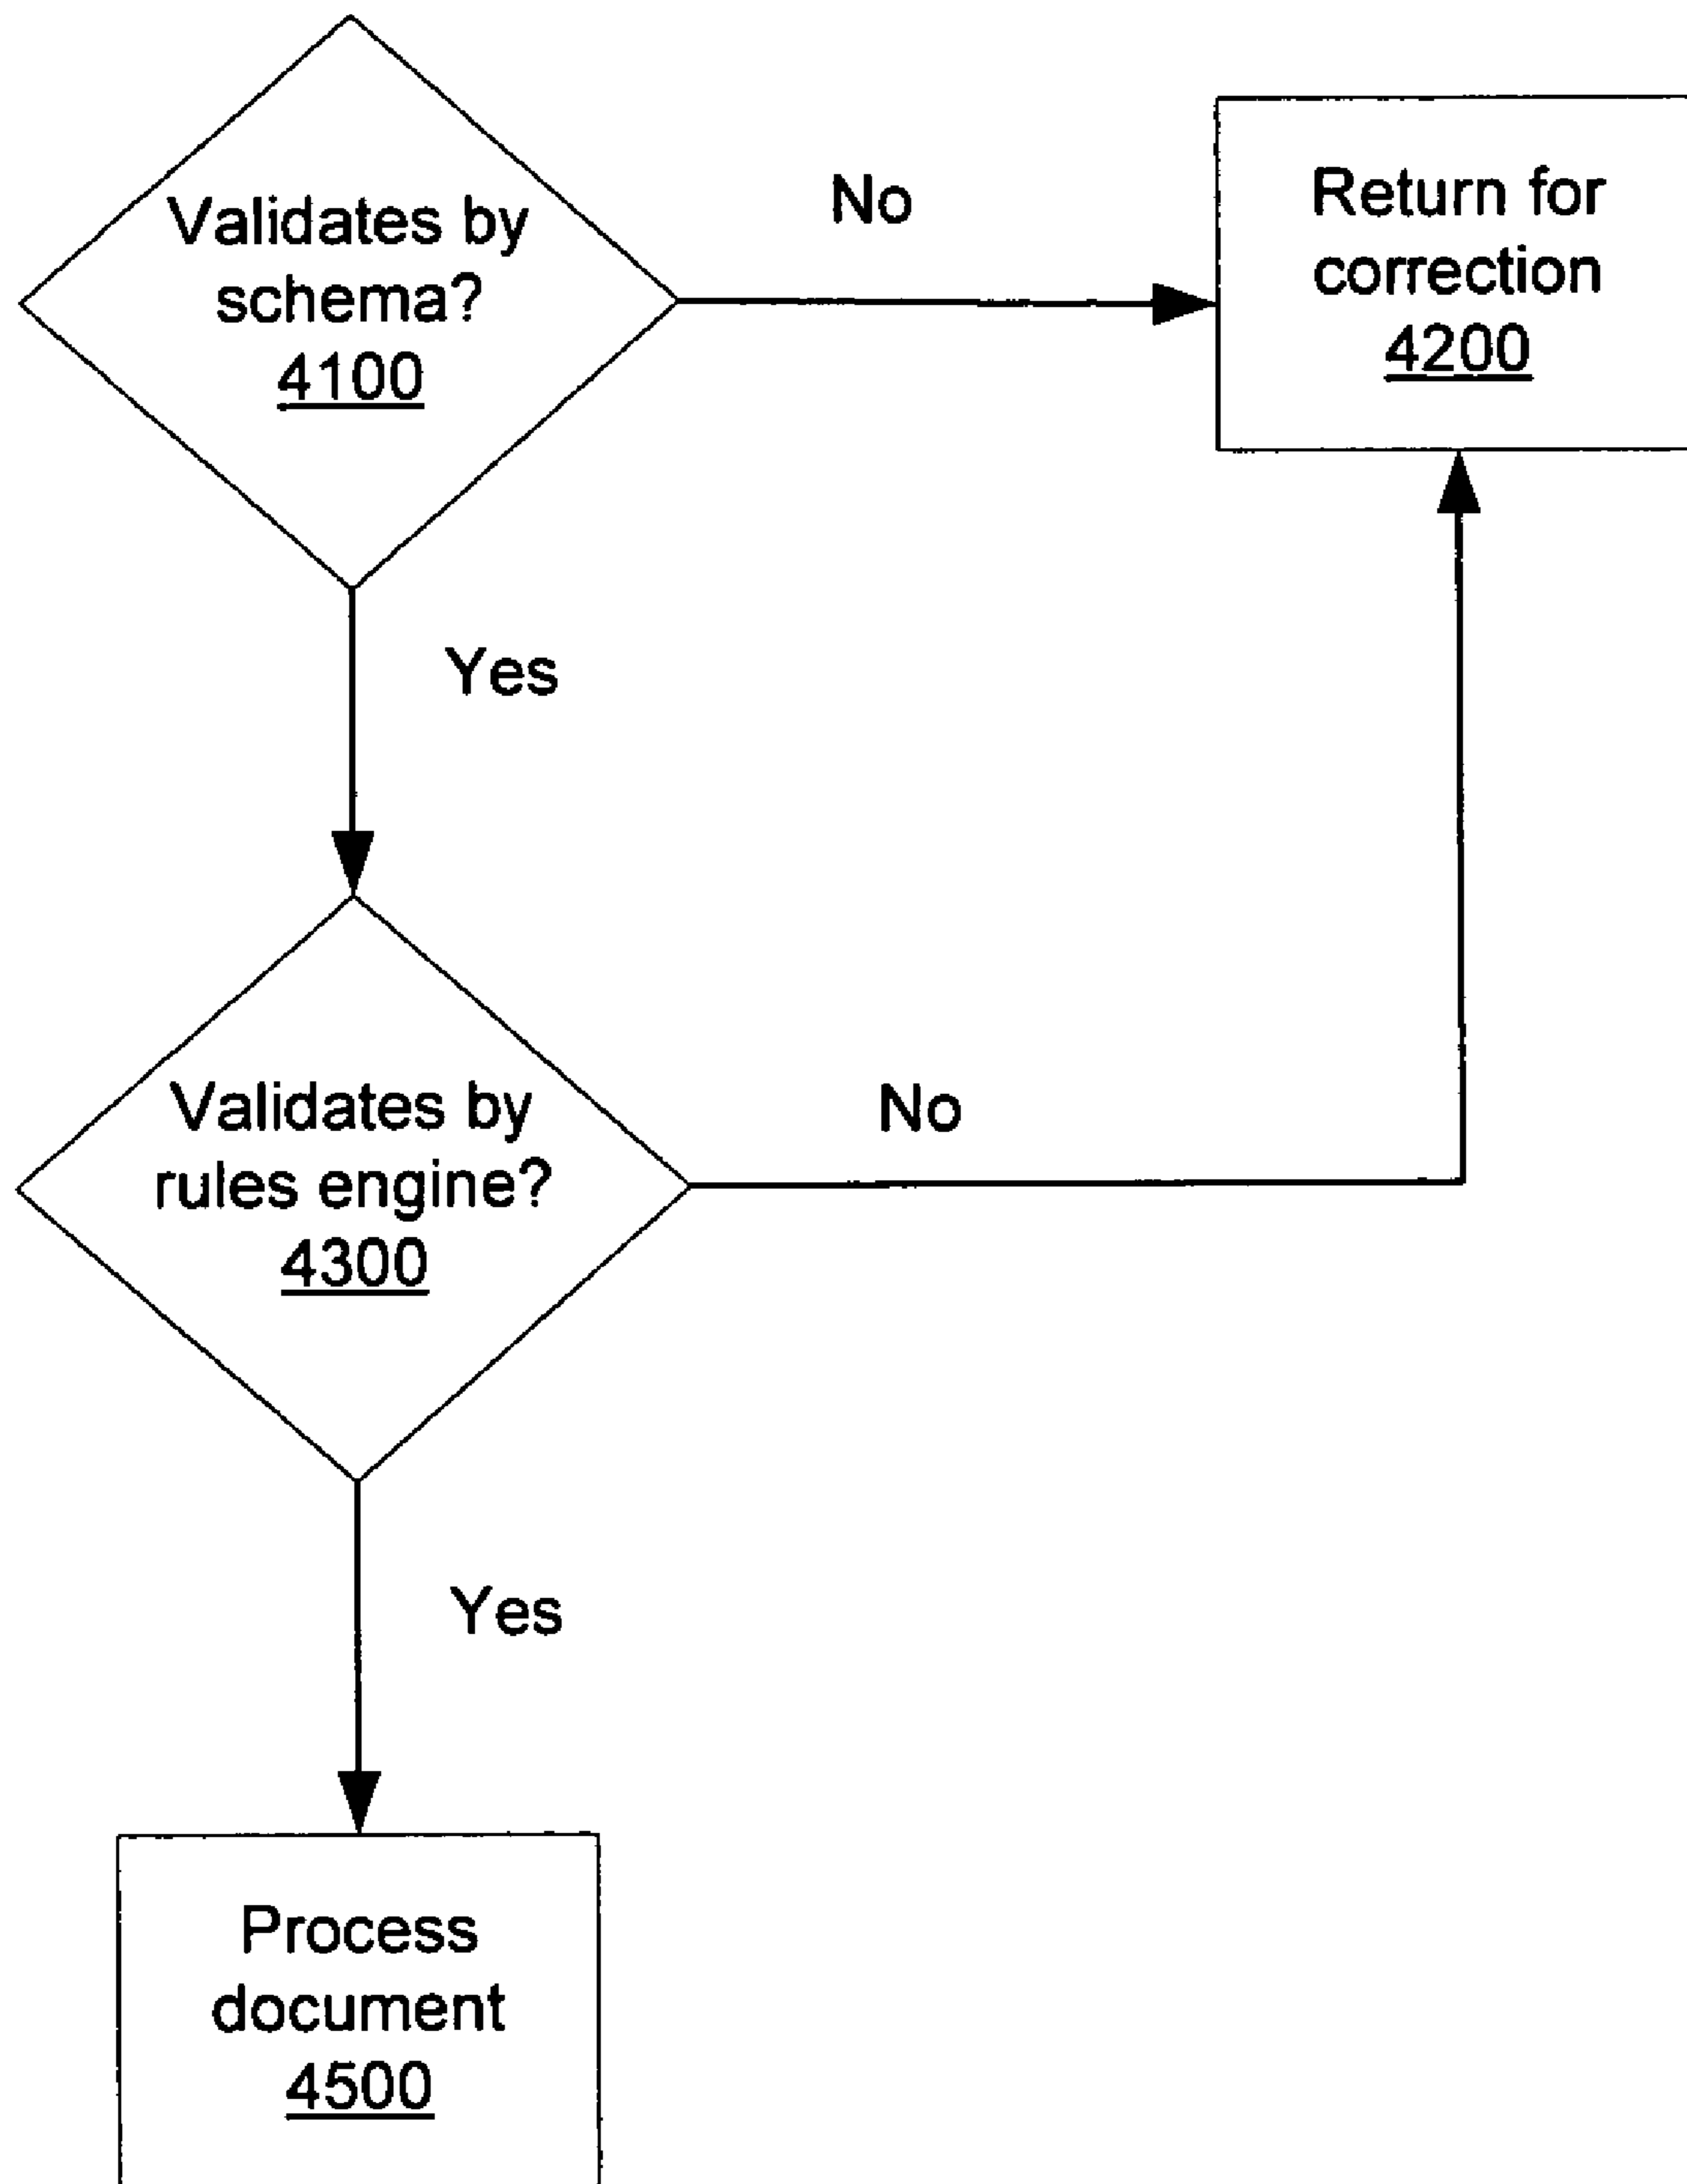 Validates by
schema?
4100
No
Return for
correction
4200
Yes
Validates by
rules engine?
4300
No
Yes
Process
document
4500